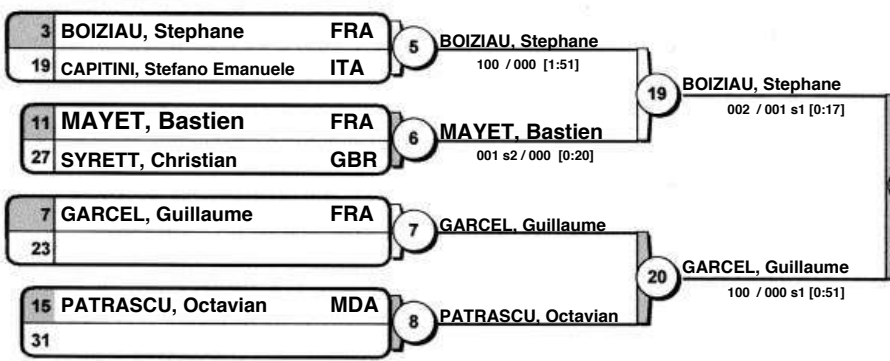 3 BOIZIAU, Stephane FRA
19 CAPITINI, Stefano Emanuele ITA
5
BOIZIAU, Stephane
100 / 000 [1:51]
11 MAYET, Bastien FRA
27 SYRETT, Christian GBR
6
MAYET, Bastien
001 s2 / 000 [0:20]
19
BOIZIAU, Stephane
002 / 001 s1 [0:17]
7 GARCEL, Guillaume FRA
23
7
GARCEL, Guillaume
15 PATRASCU, Octavian MDA
31
8
PATRASCU, Octavian
20
GARCEL, Guillaume
100 / 000 s1 [0:51]